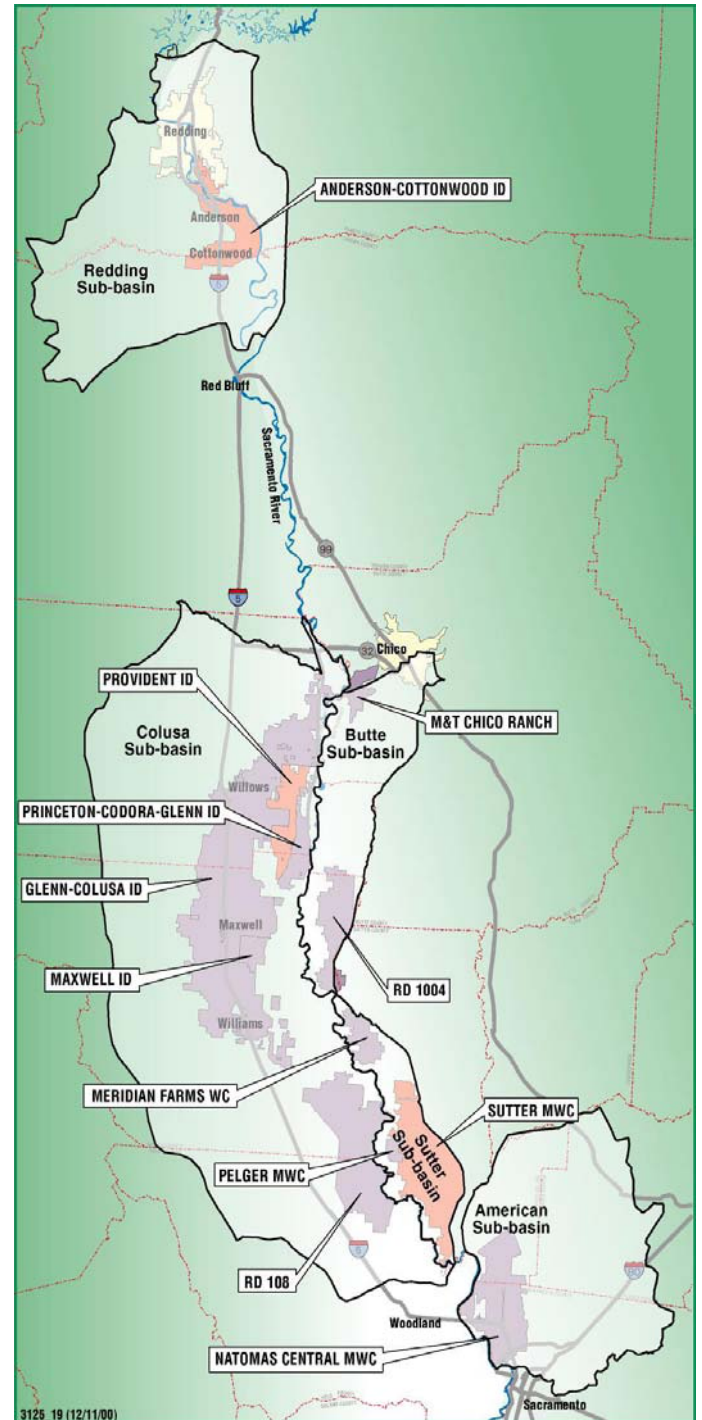 Redding
ANDERSON-COTTONWOOD ID
Anderson
Cottonwood
Redding
Sub-basin
5
Red Bluff
Sacramento River
99
5
32
Chico
PROVIDENT ID
M&T CHICO RANCH
Colusa
Sub-basin
Butte
Sub-basin
Willows
PRINCETON-CODORA-GLENN ID
GLENN-COLUSA ID
Maxwell
MAXWELL ID
RD 1004
Williams
MERIDIAN FARMS WC
SUTTER MWC
Sutter
Sub-basin
PELGER MWC
American
Sub-basin
5
80
RD 108
Woodland
NATOMAS CENTRAL MWC
Sacramento
3125_19 (12/11/00)